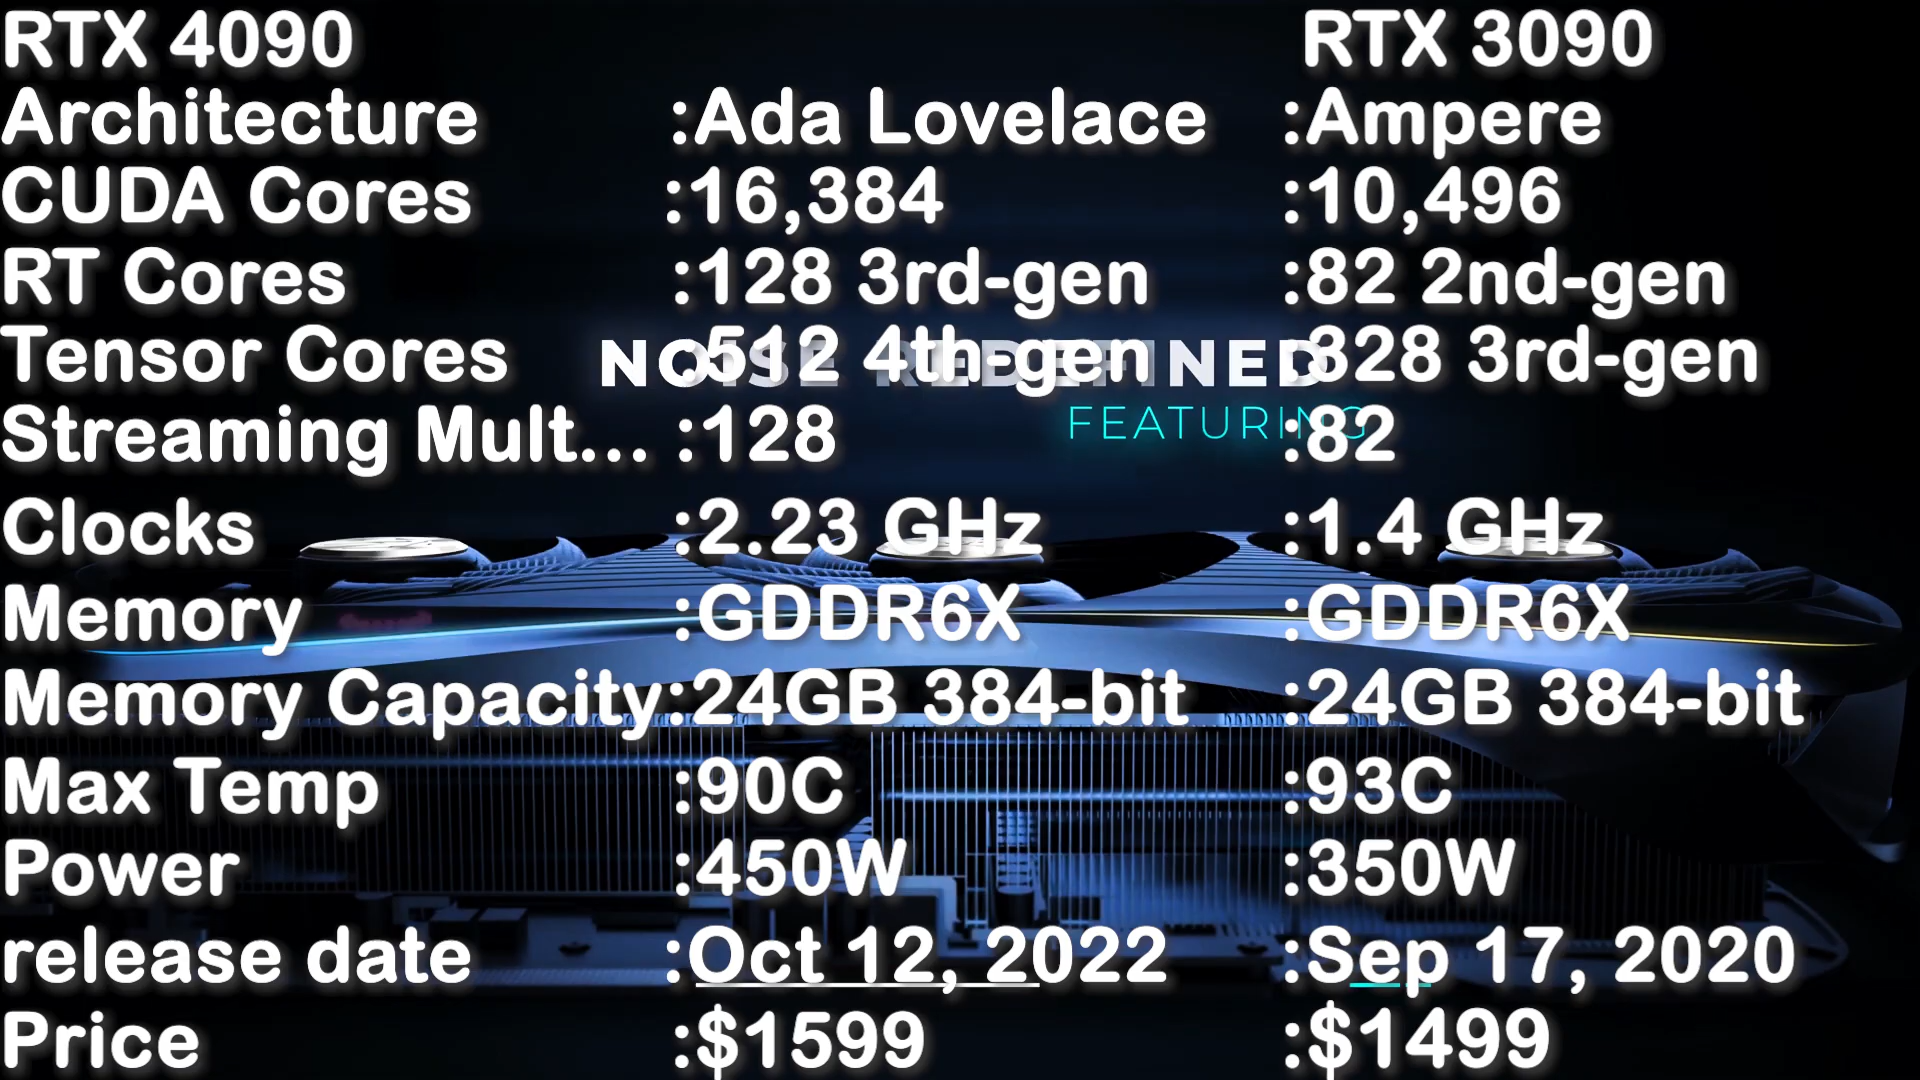 RTX 4090 RTX 3090
Architecture :Ada Lovelace :Ampere
CUDA Cores :16,384 :10,496
RT Cores :128 3rd-gen :82 2nd-gen
Tensor Cores :512 4th-gen :328 3rd-gen
NOISE REDEFINED
Streaming Mult... :128 :82
FEATURING
Clocks :2.23 GHz :1.4 GHz
Memory :GDDR6X :GDDR6X
Memory Capacity:24GB 384-bit :24GB 384-bit
Max Temp :90C :93C
Power :450W :350W
release date :Oct 12, 2022 :Sep 17, 2020
Price :$1599 :$1499